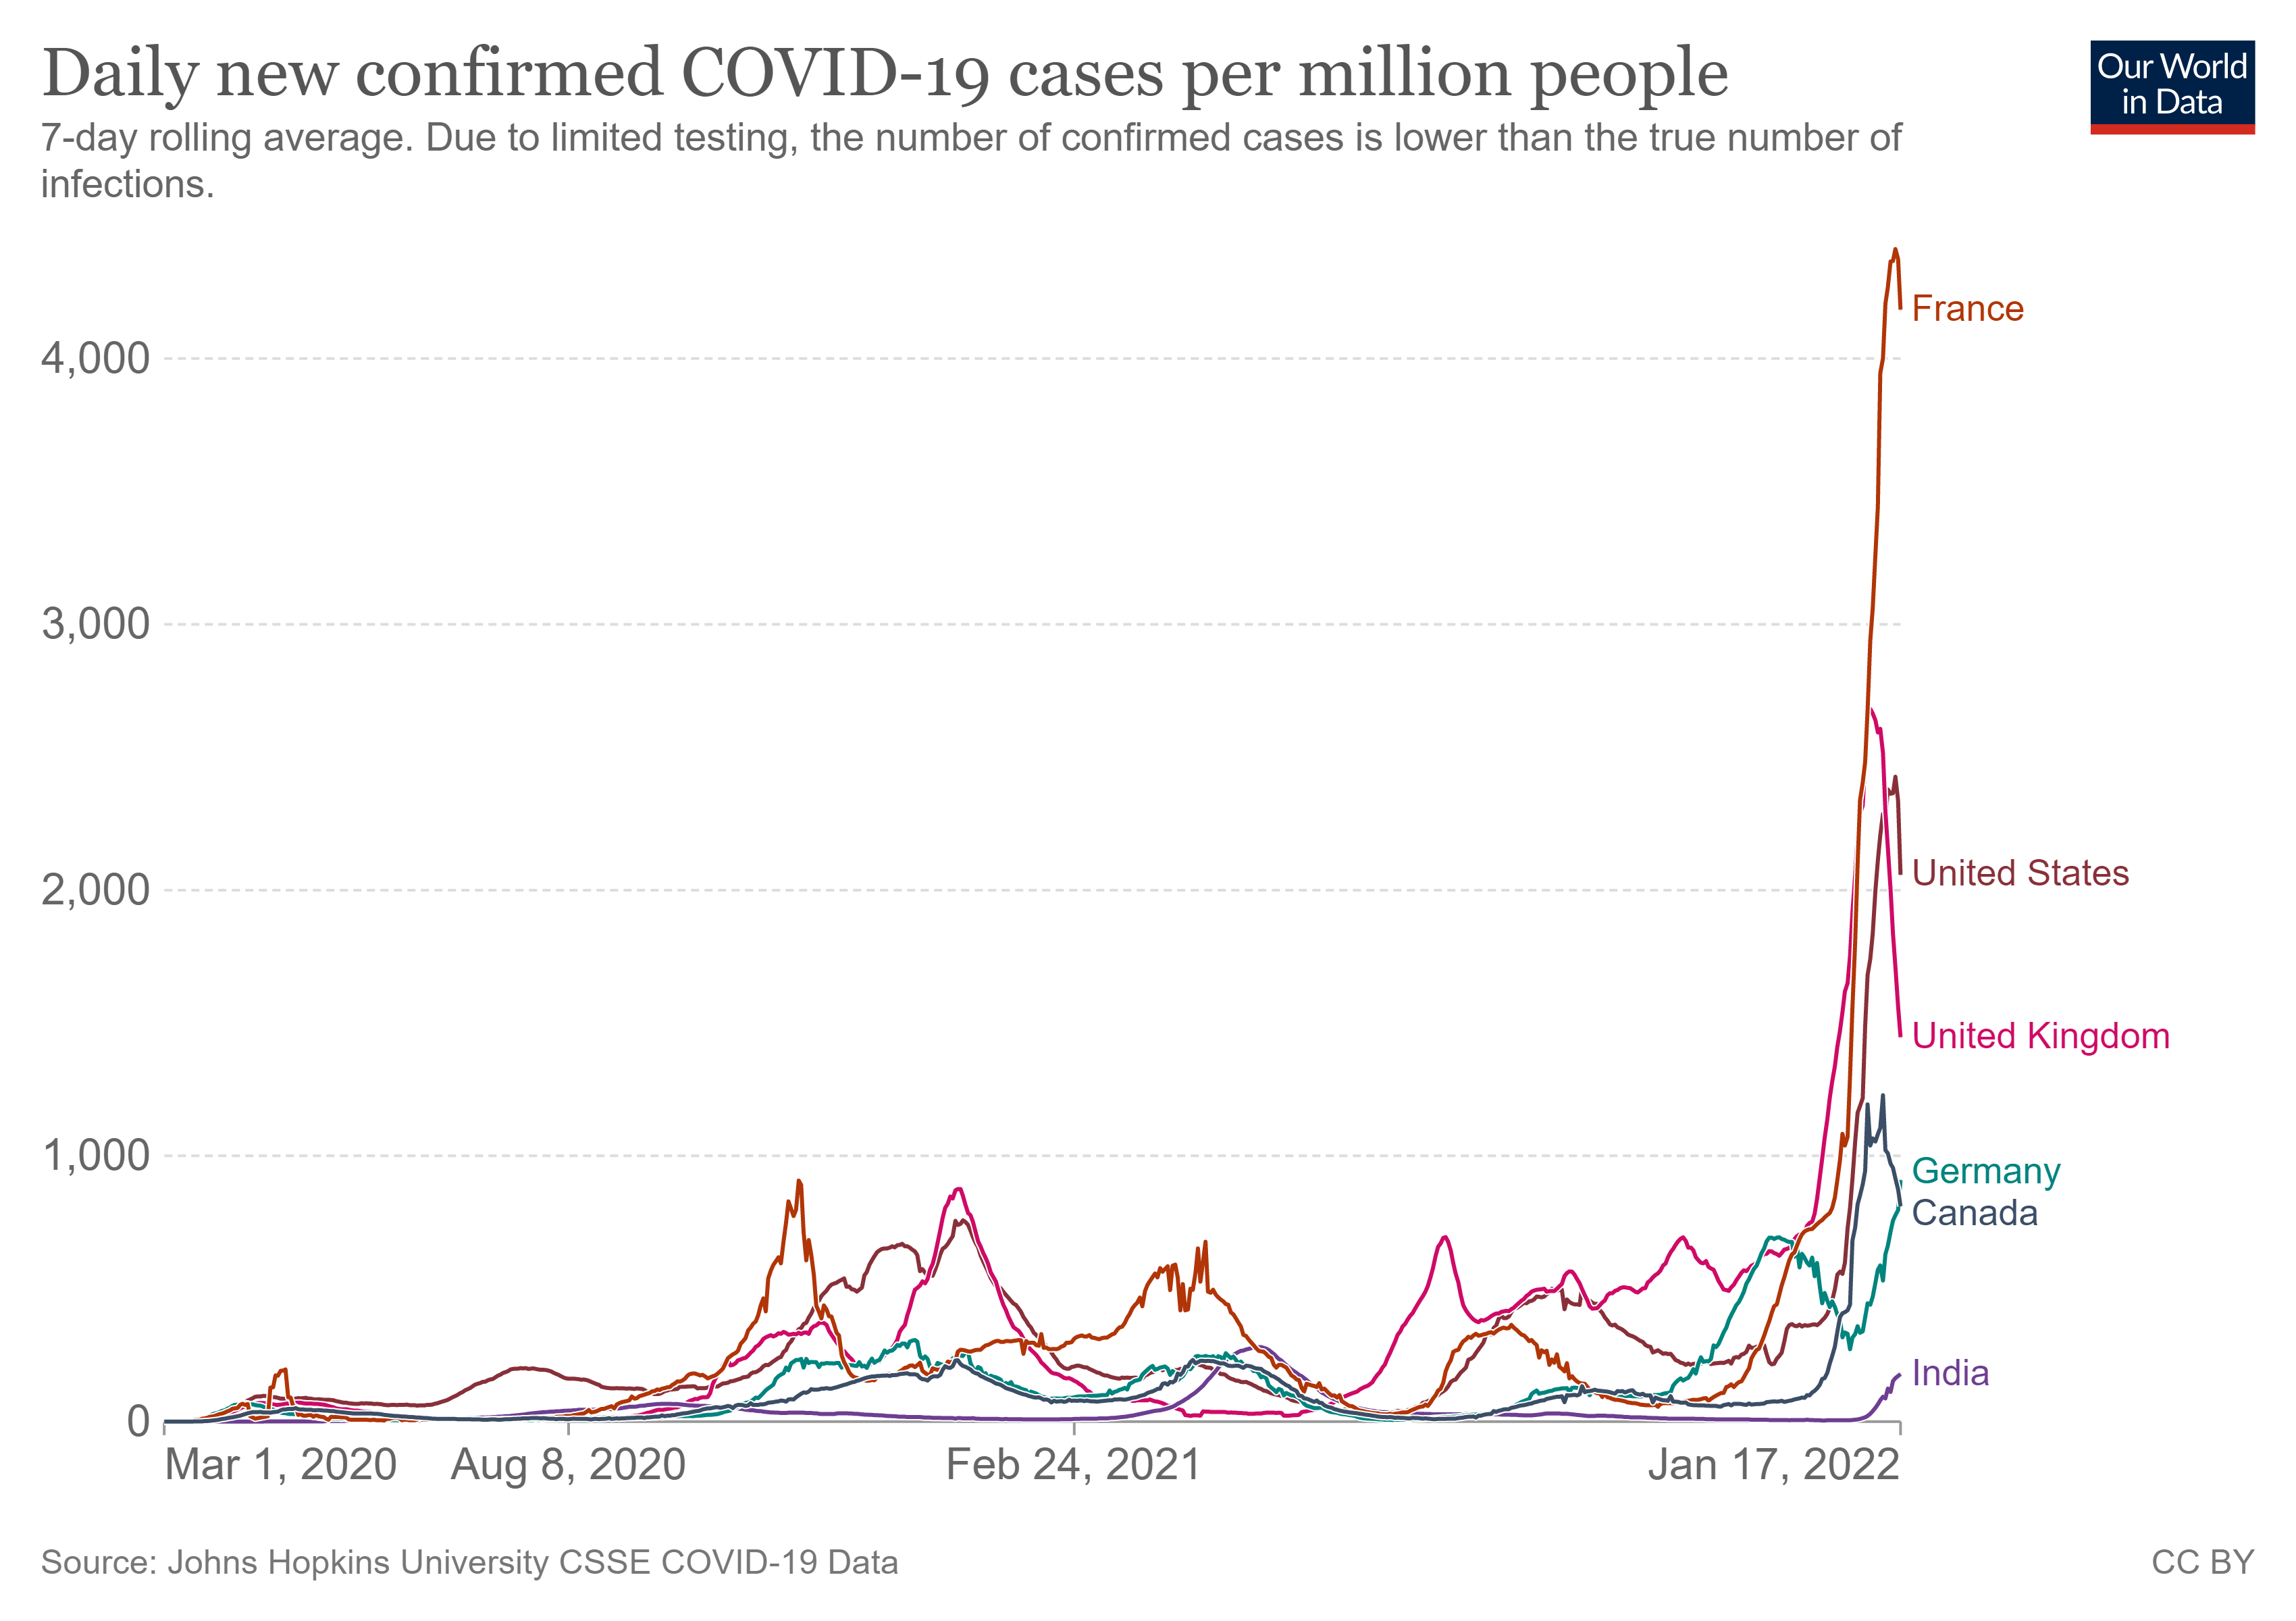 Daily new confirmed COVID-19 cases per million people
Our World
in Data
7-day rolling average. Due to limited testing, the number of confirmed cases is lower than the true number of
infections.
4,000
3,000
2,000
1,000
0
France
United States
United Kingdom
Germany
Canada
India
Mar 1, 2020
Aug 8, 2020
Feb 24, 2021
Jan 17, 2022
Source: Johns Hopkins University CSSE COVID-19 Data
CC BY